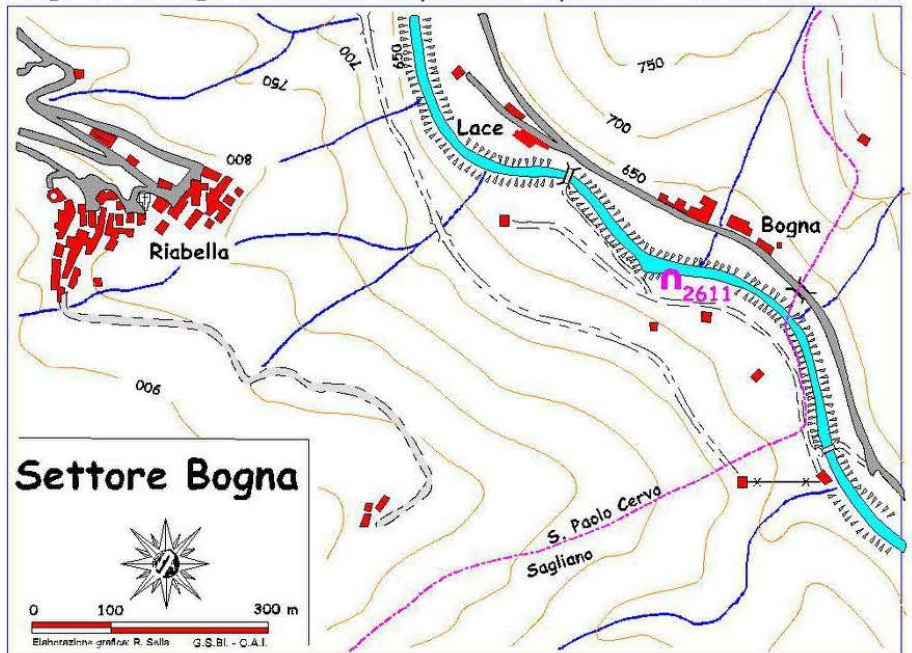 650
700
750
750
Lace
700
800
650
Bogna
Riabella
2611
900
Settore Bogna
S. Paolo Cervo
Sagliano
0 100 300 m
Elaborazione grafica: R. Sella G.S.BI. - C.A.I.